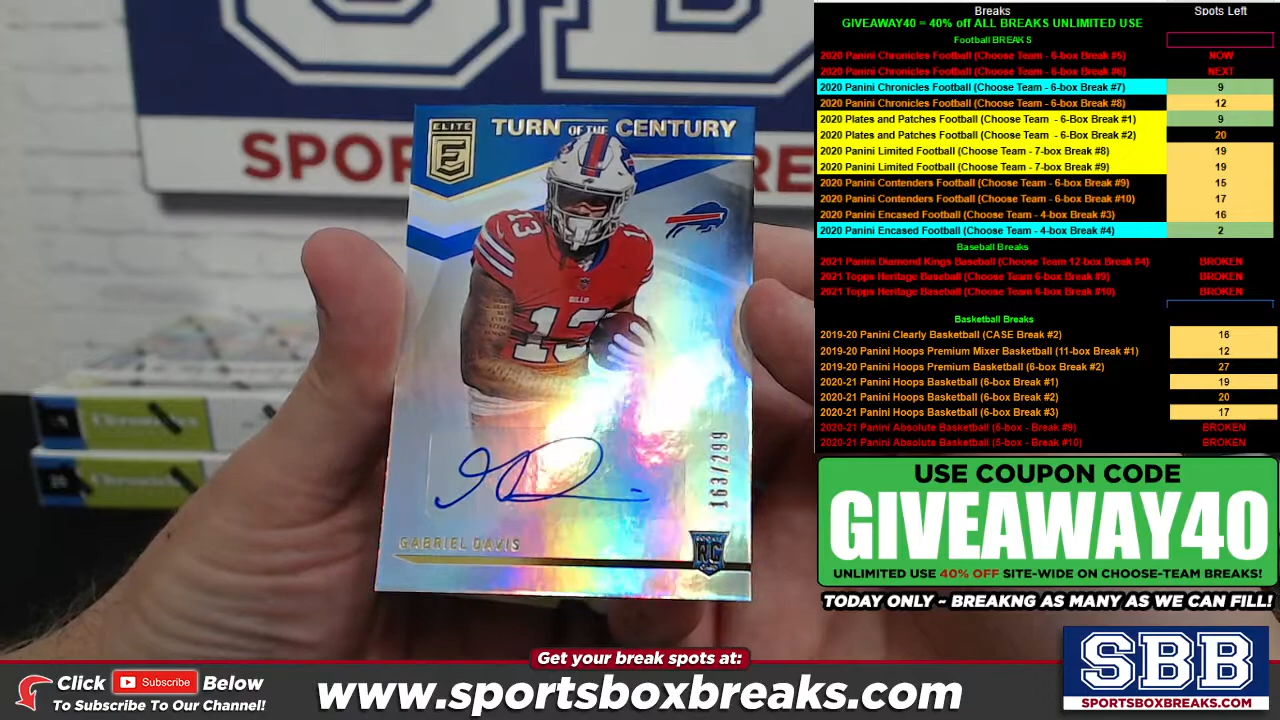 SPORTS
RE
ELITE
E
TURN OF THE CENTURY
13
1
BILLS
13
163/299
GABRIEL DAVIS
ROOKIE
RC
Breaks Spots Left
GIVEAWAY40 = 40% off ALL BREAKS UNLIMITED USE
Football BREAKS
2020 Panini Chronicles Football (Choose Team - 6-box Break #5) NOW
2020 Panini Chronicles Football (Choose Team - 6-box Break #6) NEXT
2020 Panini Chronicles Football (Choose Team - 6-box Break #7) 9
2020 Panini Chronicles Football (Choose Team - 6-box Break #8) 12
2020 Plates and Patches Football (Choose Team - 6-Box Break #1) 9
2020 Plates and Patches Football (Choose Team - 6-Box Break #2) 20
2020 Panini Limited Football (Choose Team - 7-box Break #8) 19
2020 Panini Limited Football (Choose Team - 7-box Break #9) 19
2020 Panini Contenders Football (Choose Team - 6-box Break #9) 15
2020 Panini Contenders Football (Choose Team - 6-box Break #10) 17
2020 Panini Encased Football (Choose Team - 4-box Break #3) 16
2020 Panini Encased Football (Choose Team - 4-box Break #4) 2
Baseball Breaks
2021 Panini Diamond Kings Baseball (Choose Team 12-box Break #4) BROKEN
2021 Topps Heritage Baseball (Choose Team 6-box Break #9) BROKEN
2021 Topps Heritage Baseball (Choose Team 6-box Break #10) BROKEN
Basketball Breaks
2019-20 Panini Clearly Basketball (CASE Break #2) 16
2019-20 Panini Hoops Premium Mixer Basketball (11-box Break #1) 12
2019-20 Panini Hoops Premium Basketball (6-box Break #2) 27
2020-21 Panini Hoops Basketball (6-box Break #1) 19
2020-21 Panini Hoops Basketball (6-box Break #2) 20
2020-21 Panini Hoops Basketball (6-box Break #3) 17
2020-21 Panini Absolute Basketball (5-box - Break #9) BROKEN
2020-21 Panini Absolute Basketball (5-box - Break #10) BROKEN
USE COUPON CODE
GIVEAWAY40
UNLIMITED USE 40% OFF SITE-WIDE ON CHOOSE-TEAM BREAKS!
TODAY ONLY ~ BREAKNG AS MANY AS WE CAN FILL!
SBB
SPORTSBOXBREAKS.COM
Get your break spots at:
www.sportsboxbreaks.com
Click Subscribe Below
To Subscribe To Our Channel!